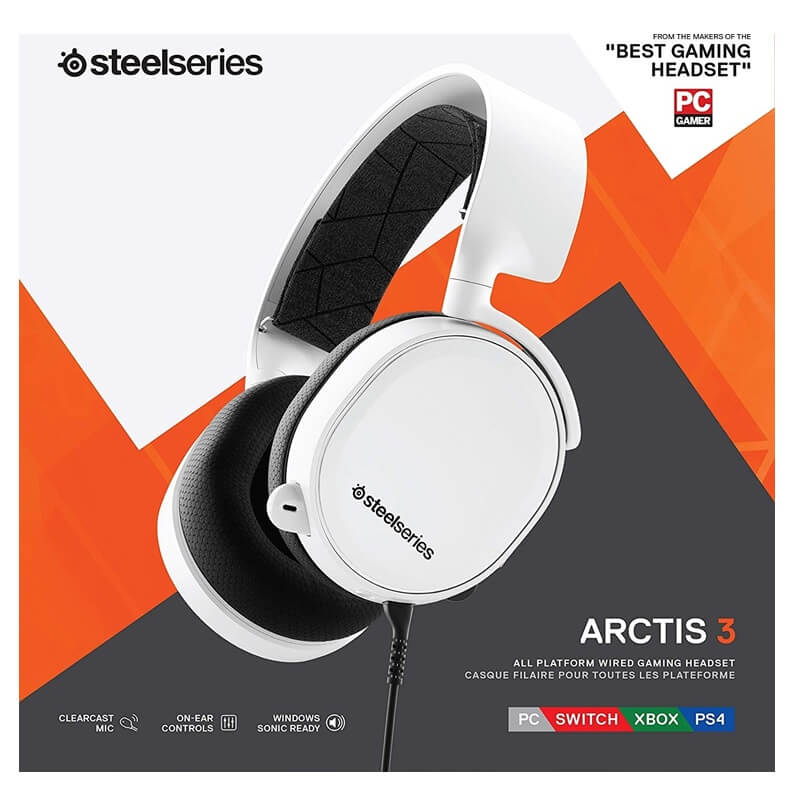 steelseries
FROM THE MAKERS OF THE
"BEST GAMING
HEADSET"
PC
GAMER
steelseries
ARCTIS 3
ALL PLATFORM WIRED GAMING HEADSET
CASQUE FILAIRE POUR TOUTES LES PLATEFORME
CLEARCAST
MIC
ON-EAR
CONTROLS
WINDOWS
SONIC READY
PC SWITCH XBOX PS4